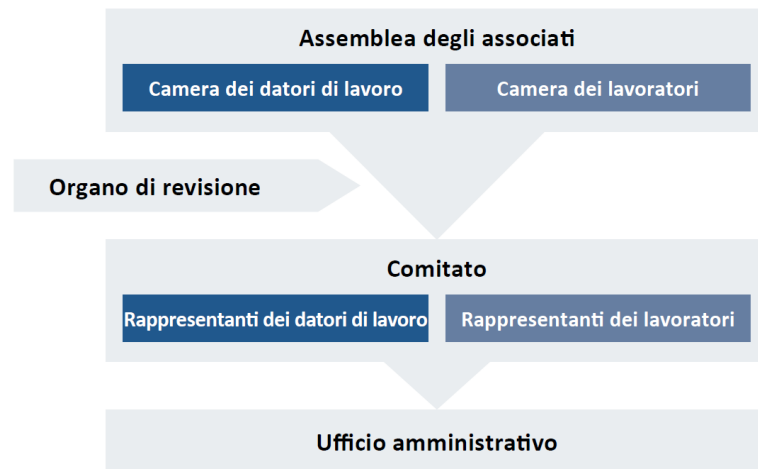 Assemblea degli associati
Camera dei datori di lavoro
Camera dei lavoratori
Organo di revisione
Comitato
Rappresentanti dei datori di lavoro
Rappresentanti dei lavoratori
Ufficio amministrativo